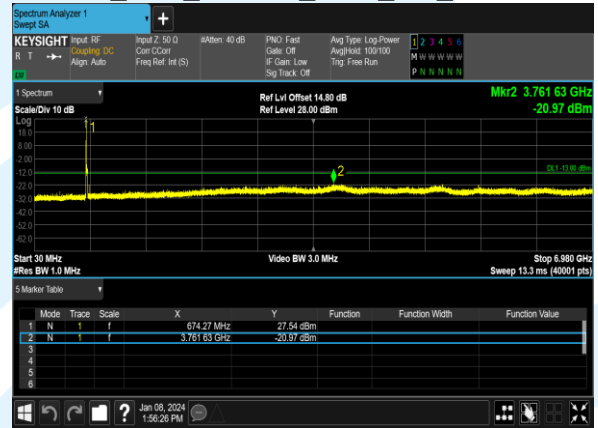 Spectrum Analyzer 1
Swept SA
+
KEYSIGHT
R T
LW
Input: RF
Coupling: DC
Align: Auto
Input Z: 50 Ω
Corr CCorr
Freq Ref: Int (S)
#Atten: 40 dB
PNO: Fast
Gate: Off
IF Gain: Low
Sig Track: Off
Avg Type: Log-Power
Avg|Hold: 100/100
Trig: Free Run
1 2 3 4 5 6
M W W W W W
P N N N N N
1 Spectrum
Scale/Div 10 dB
Ref Lvl Offset 14.80 dB
Ref Level 28.00 dBm
Mkr2 3.761 63 GHz
-20.97 dBm
Log
18.0
8.00
-2.00
-12.0
-22.0
-32.0
-42.0
-52.0
-62.0
1
2
DL1 -13.00 dBm
Start 30 MHz
#Res BW 1.0 MHz
Video BW 3.0 MHz
Stop 6.980 GHz
Sweep 13.3 ms (40001 pts)
5 Marker Table
Mode Trace Scale X Y Function Function Width Function Value
1 N 1 f 674.27 MHz 27.54 dBm
2 N 1 f 3.761 63 GHz -20.97 dBm
3
4
5
6
?
Jan 08, 2024
1:56:26 PM